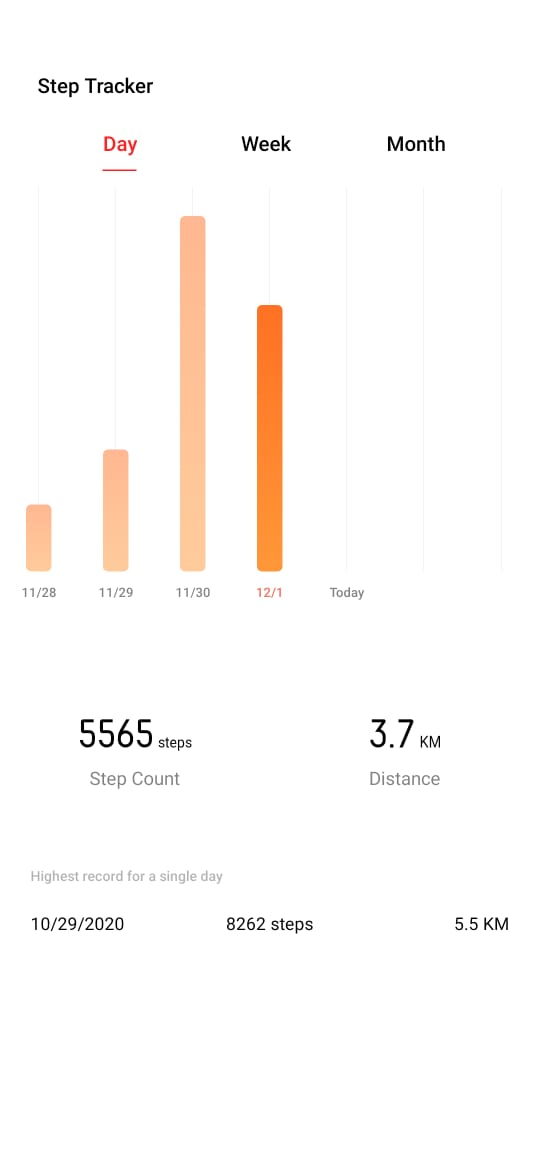 Step Tracker
Day Week Month
11/28 11/29 11/30 12/1 Today
5565 steps 3.7 KM
Step Count Distance
Highest record for a single day
10/29/2020 8262 steps 5.5 KM